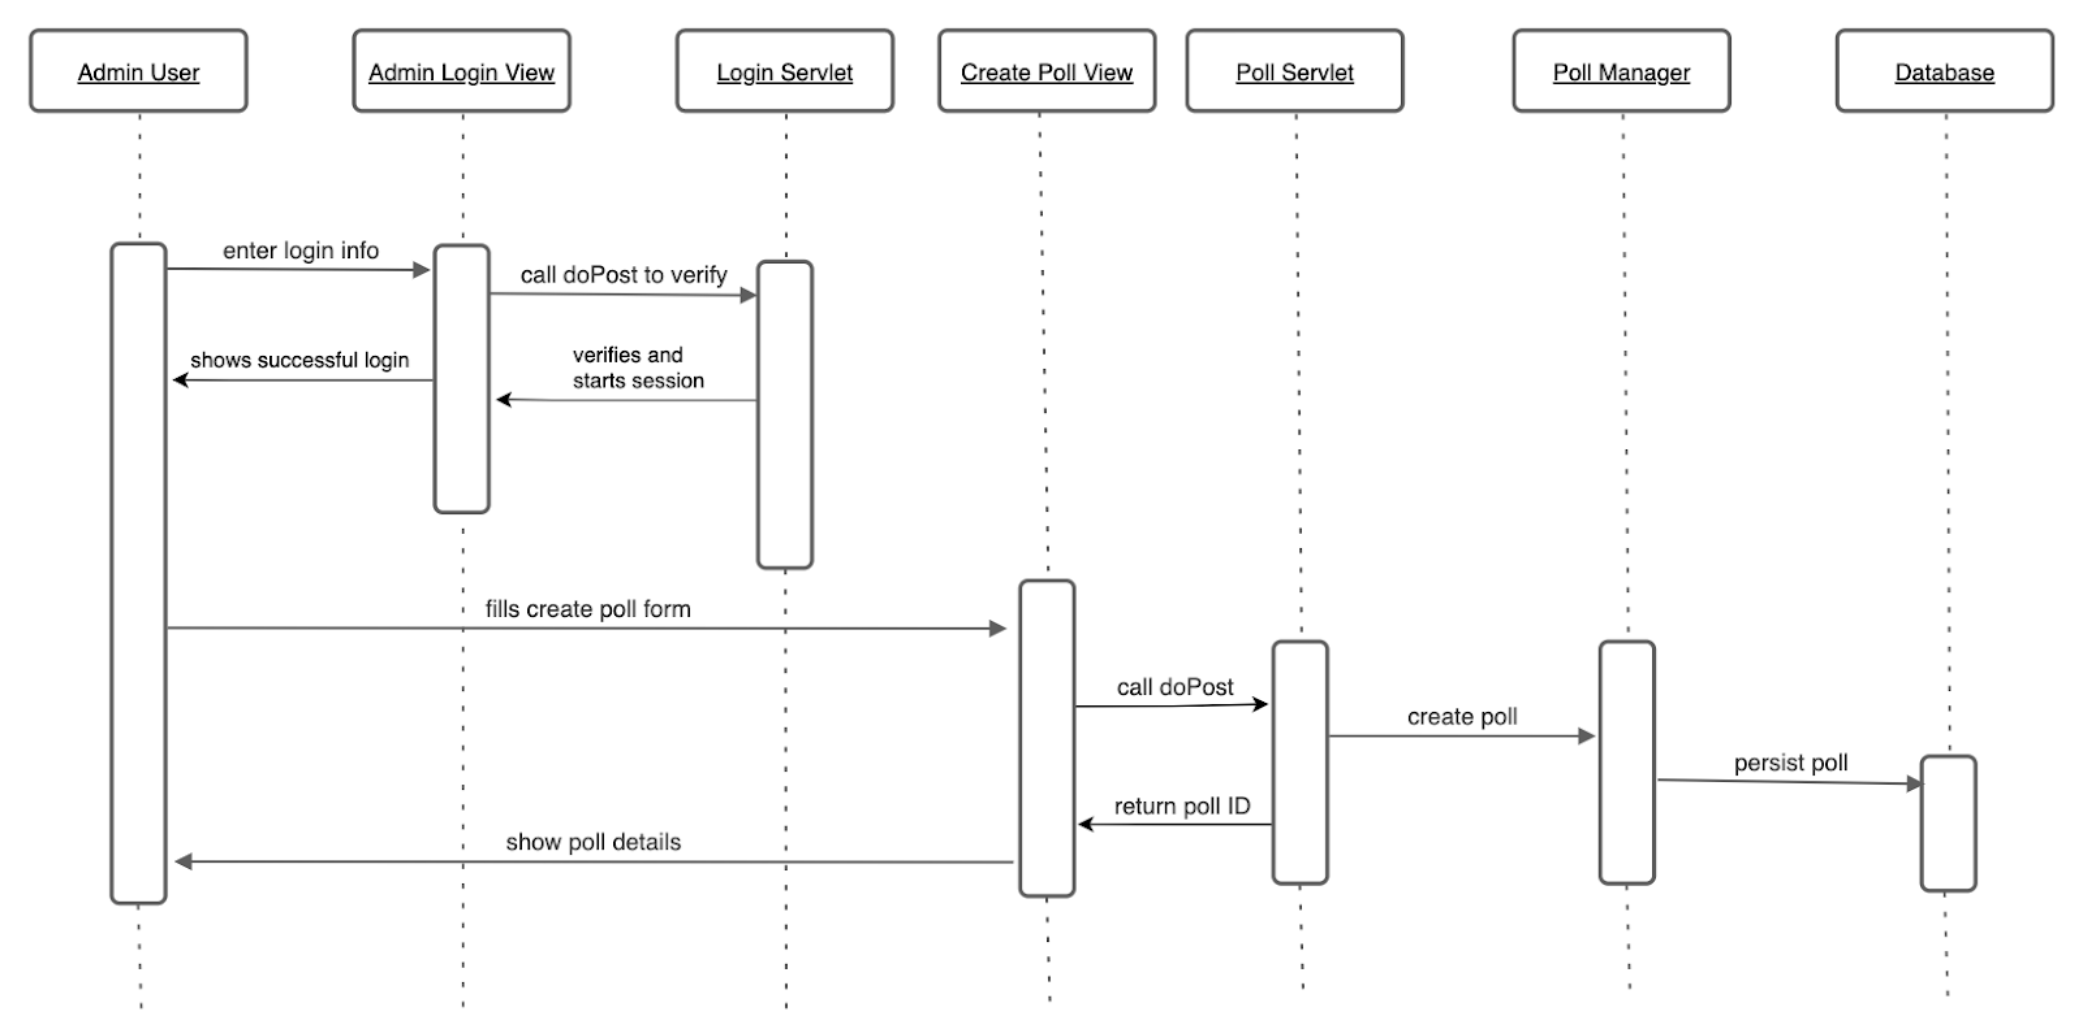 Admin User
Admin Login View
Login Servlet
Create Poll View
Poll Servlet
Poll Manager
Database
enter login info
call doPost to verify
shows successful login
verifies and
starts session
fills create poll form
call doPost
create poll
persist poll
return poll ID
show poll details